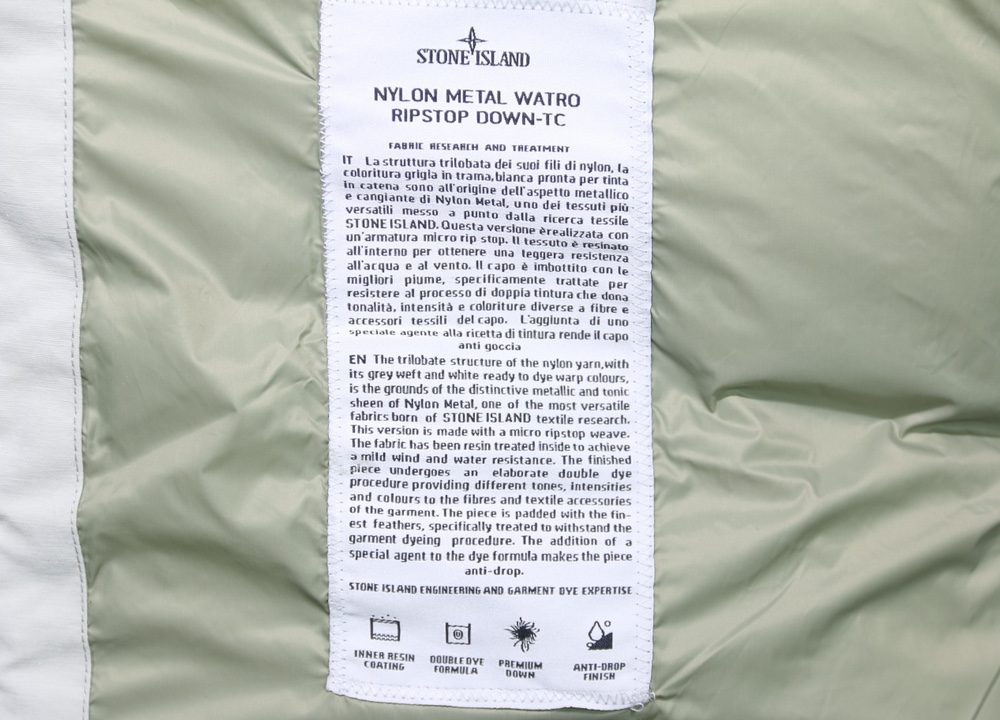 STONE ISLAND
NYLON METAL WATRO
RIPSTOP DOWN-TC
FABRIC RESEARCH AND TREATMENT
IT La struttura trilobata dei suoi fili di nylon, la
coloritura grigia in trama,bianca pronta per tinta
in catena sono all'origine dell'aspetto metallico
e cangiante di Nylon Metal, uno dei tessuti più
versatili messo a punto dalla ricerca tessile
STONE ISLAND. Questa versione èrealizzata con
un'armatura micro rip stop. Il tessuto è resinato
all'interno per ottenere una leggera resistenza
all'acqua e al vento. Il capo è imbottito con le
migliori piume, specificamente trattate per
resistere al processo di doppia tintura che dona
tonalità, intensità e coloriture diverse a fibre e
accessori tessili del capo. L'aggiunta di uno
speciale agente alla ricetta di tintura rende il capo
anti goccia
EN The trilobate structure of the nylon yarn,with
its grey weft and white ready to dye warp colours,
is the grounds of the distinctive metallic and tonic
sheen of Nylon Metal, one of the most versatile
fabrics born of STONE ISLAND textile research.
This version is made with a micro ripstop weave.
The fabric has been resin treated inside to achieve
a mild wind and water resistance. The finished
piece undergoes an elaborate double dye
procedure providing different tones, intensities
and colours to the fibres and textile accessories
of the garment. The piece is padded with the fin-
est feathers, specifically treated to withstand the
garment dyeing procedure. The addition of a
special agent to the dye formula makes the piece
anti-drop.
STONE ISLAND ENGINEERING AND GARMENT DYE EXPERTISE
INNER RESIN
COATING
DOUBLE DYE
FORMULA
PREMIUM
DOWN
ANTI-DROP
FINISH